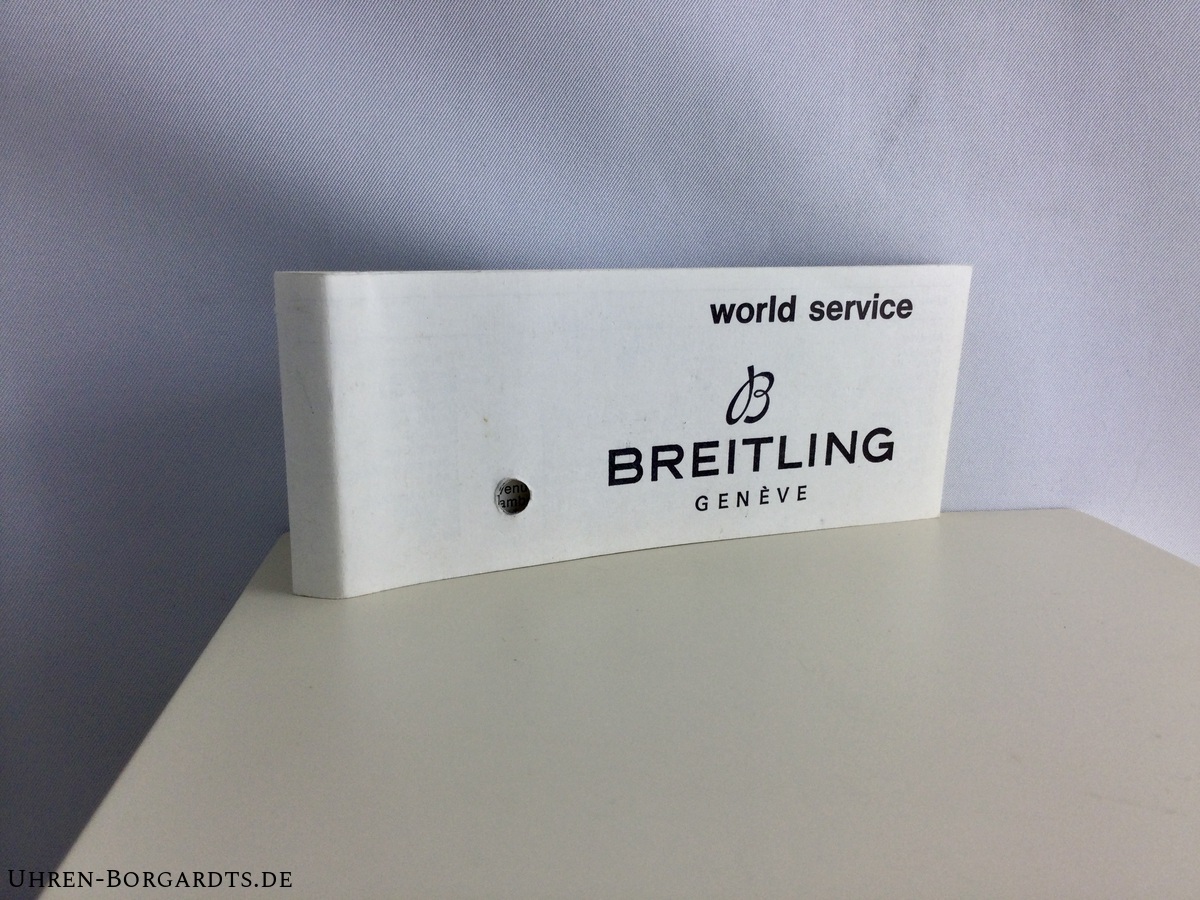 world service
B
BREITLING
GENÈVE
UHREN-BORGARDTS.DE